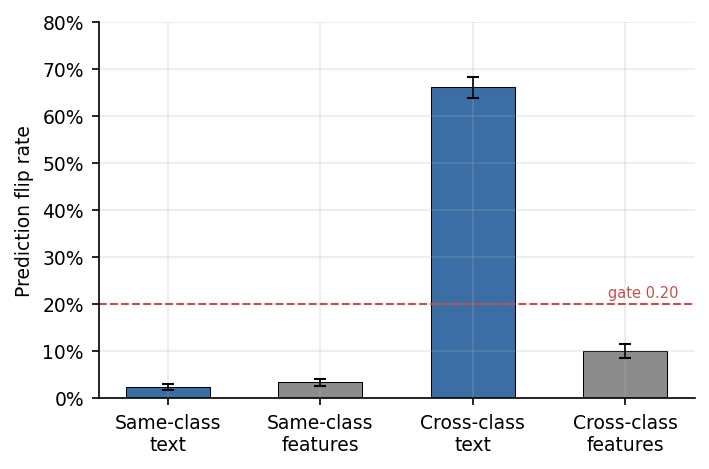 80%
70%
60%
50%
40%
30%
20%
10%
0%
Prediction flip rate
gate 0.20
Same-class
text
Same-class
features
Cross-class
text
Cross-class
features